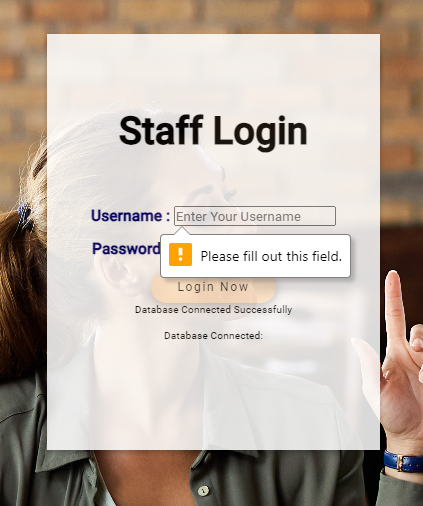 Staff Login
Username : Enter Your Username
Password
Please fill out this field.
Login Now
Database Connected Successfully
Database Connected: